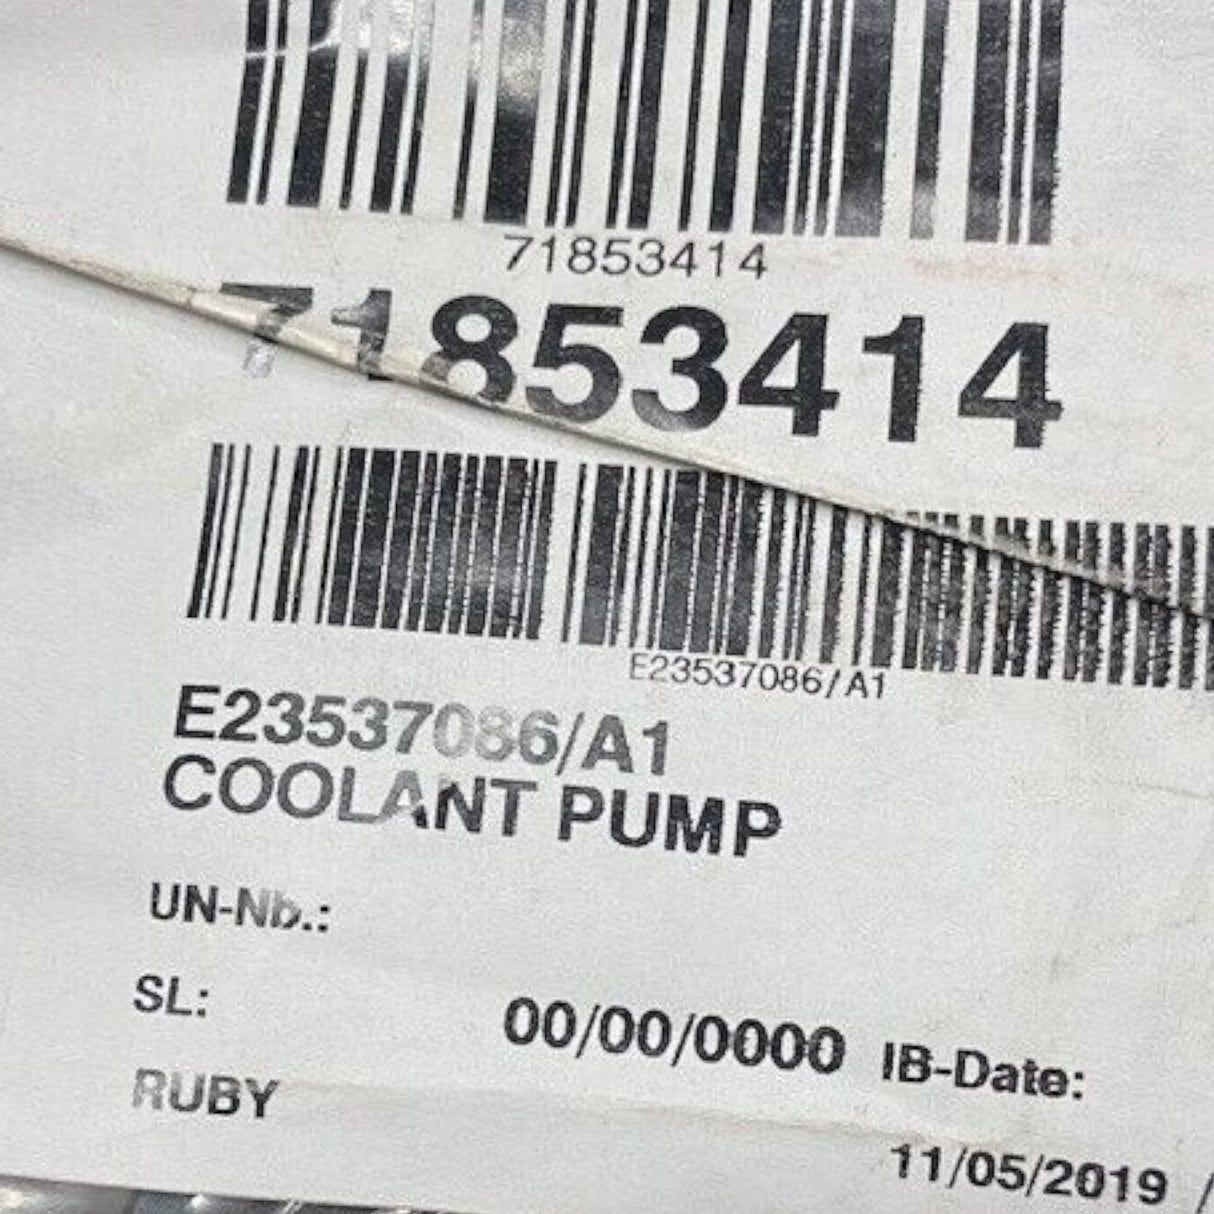 71853414
71853414
E23537086/A1
E23537086/A1
COOLANT PUMP
UN-Nb.:
SL:
00/00/0000 IB-Date:
RUBY
11/05/2019 /